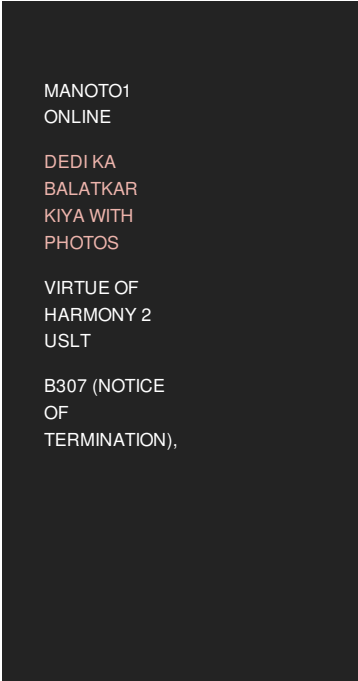 MANOTO1
ONLINE
DEDI KA
BALATKAR
KIYA WITH
PHOTOS
VIRTUE OF
HARMONY 2
USLT
B307 (NOTICE
OF
TERMINATION),